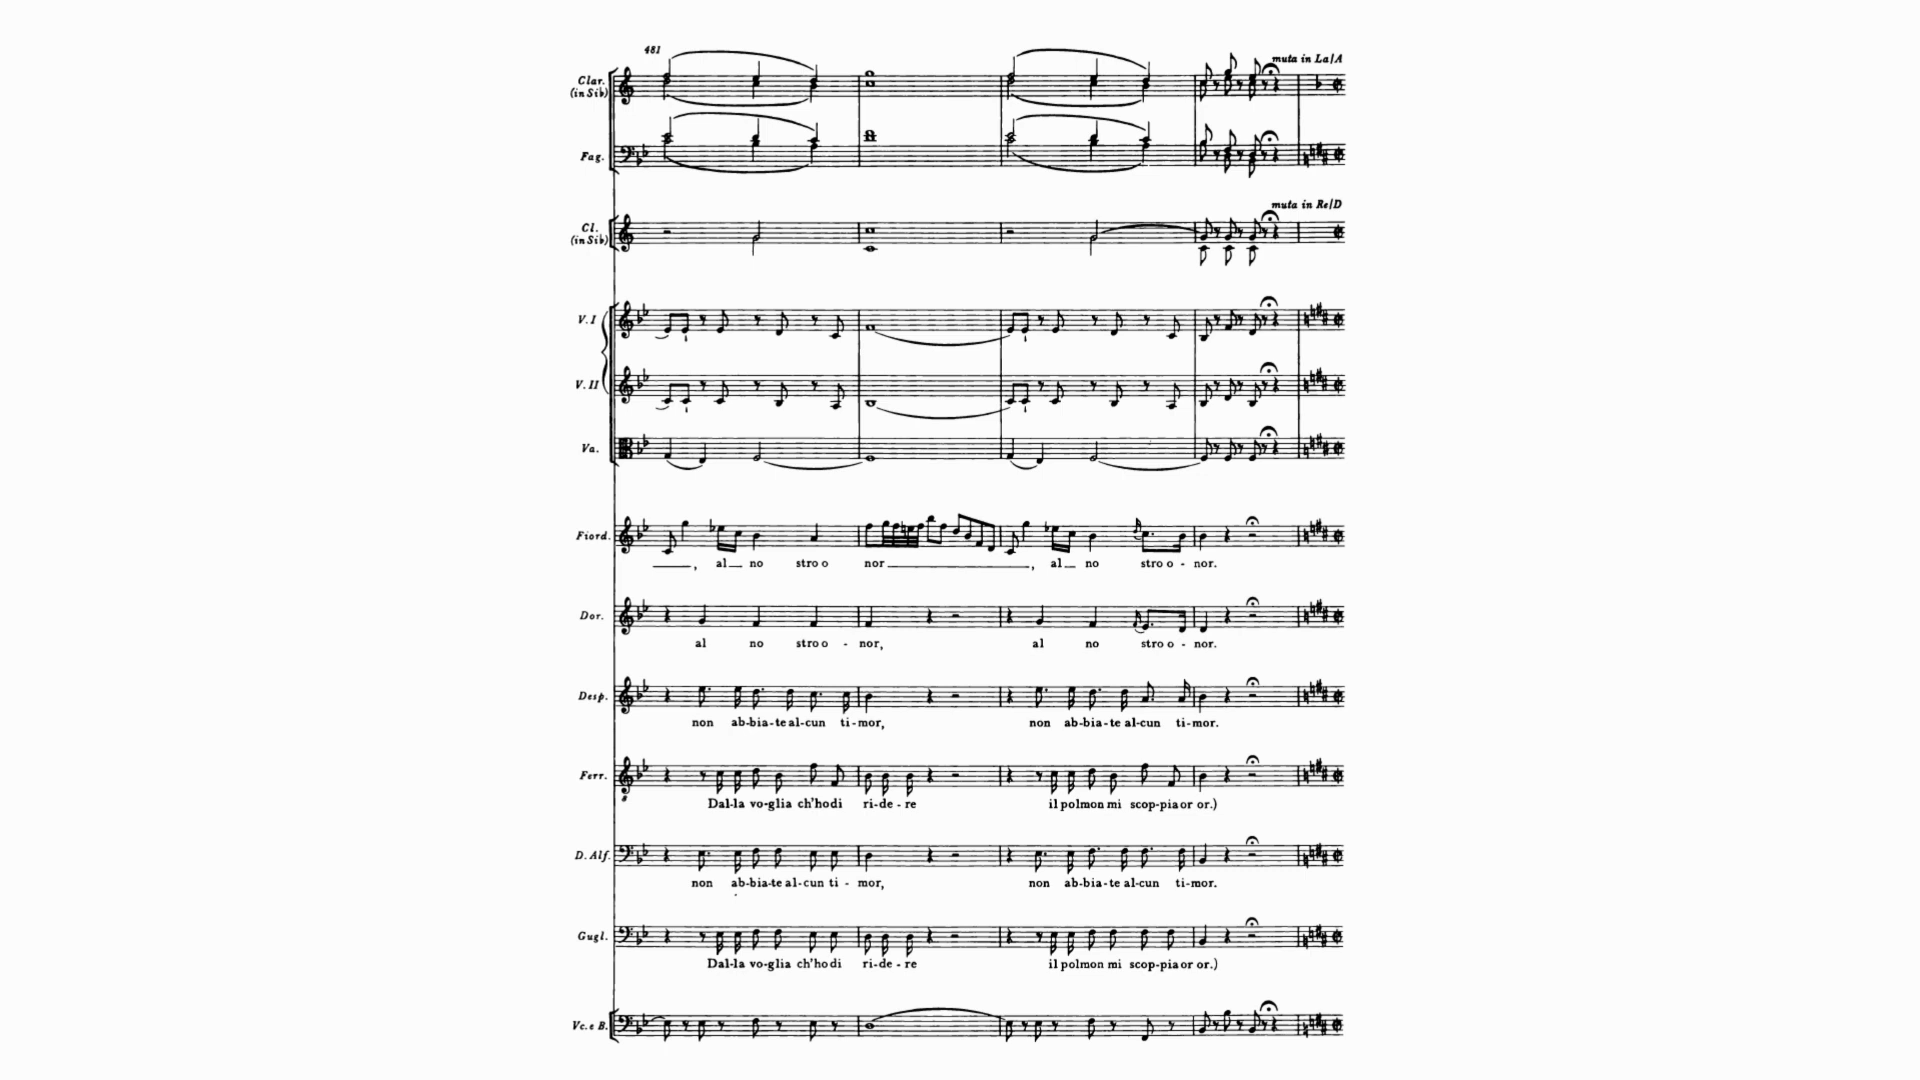 481
muta in La/A
Clar.
(in Sib)
Fag.
muta in Re/D
Cl.
(in Sib)
V. I
V. II
Va.
Fiord.
, al no stro o nor , al no stro o - nor.
Dor.
al no stro o - nor, al no stro o - nor.
Desp.
non ab-bia-te al-cun ti-mor, non ab-bia-te al-cun ti-mor.
Ferr.
Dal-la vo-glia ch'ho di ri-de-re il polmon mi scop-pia or or.)
D. Alf.
non ab-bia-te al-cun ti - mor, non ab-bia-te al-cun ti-mor.
Gugl.
Dal-la vo-glia ch'ho di ri-de-re il polmon mi scop-pia or or.)
Vc. e B.